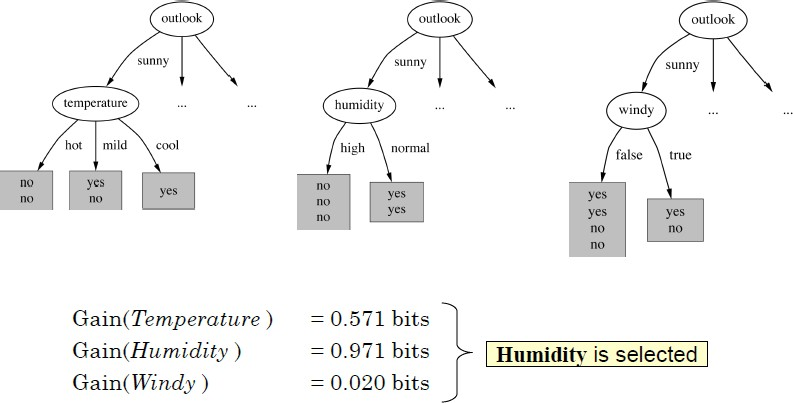 outlook
sunny
temperature
...
...
hot mild cool
no
no
yes
no
yes
outlook
sunny
humidity
...
...
high normal
no
no
no
yes
yes
outlook
sunny
windy
...
...
false true
yes
yes
no
no
yes
no
Gain(Temperature ) = 0.571 bits
Gain(Humidity ) = 0.971 bits
Gain(Windy ) = 0.020 bits
Humidity is selected